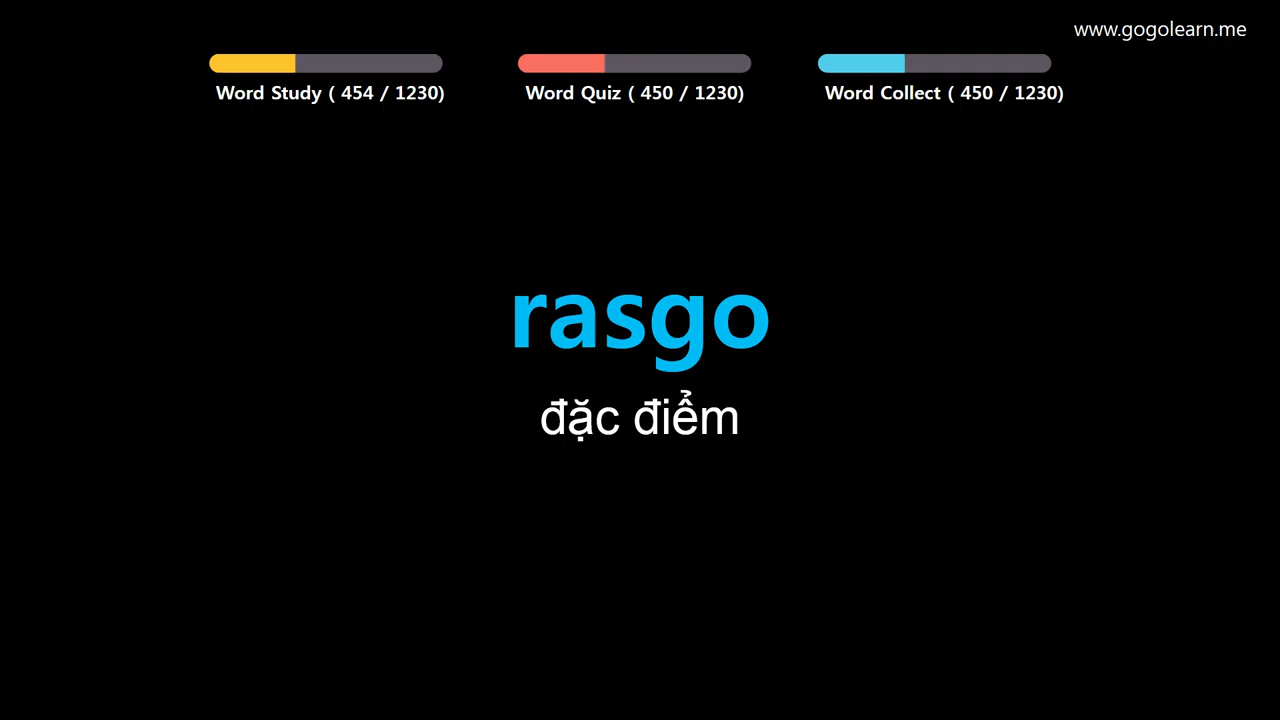 www.gogolearn.me
Word Study ( 454 / 1230)
Word Quiz ( 450 / 1230)
Word Collect ( 450 / 1230)
rasgo
đặc điểm